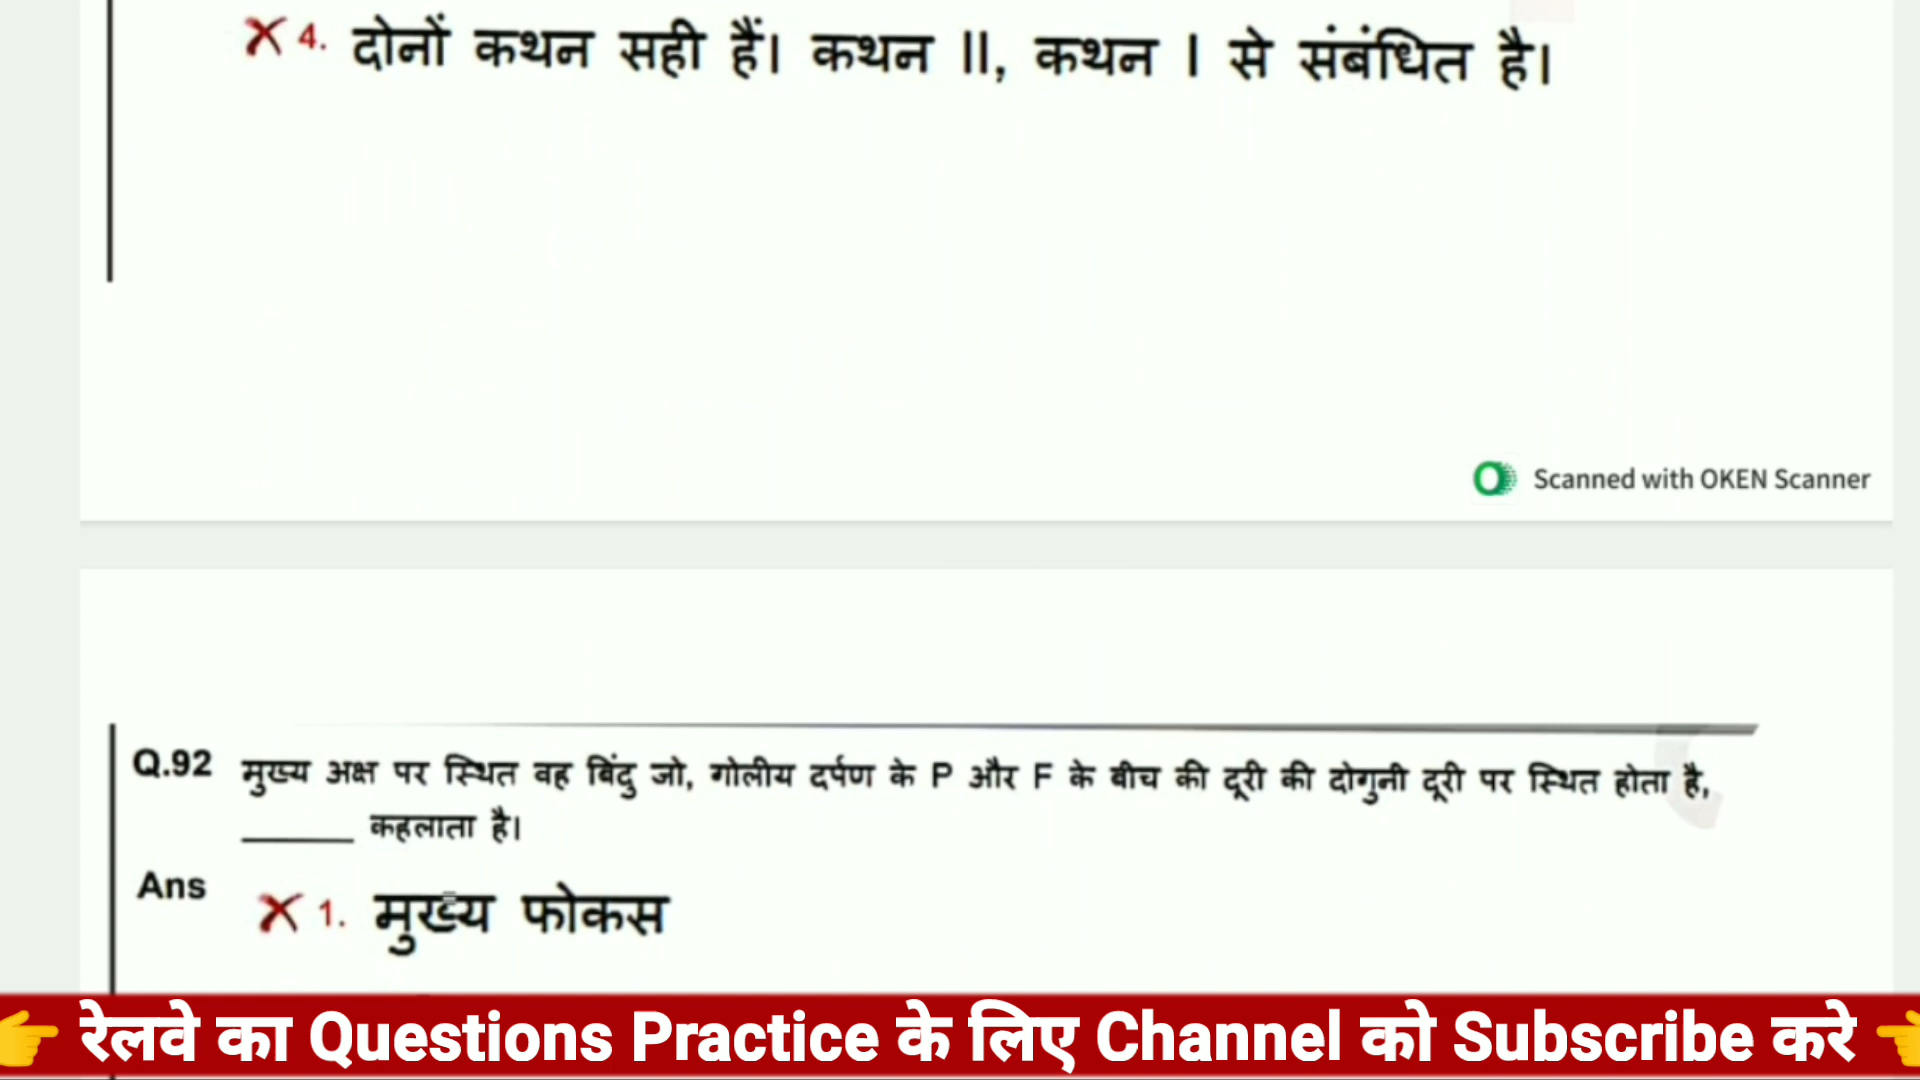 4. दोनों कथन सही हैं। कथन II, कथन I से संबंधित है।
Scanned with OKEN Scanner
Q.92 मुख्य अक्ष पर स्थित वह बिंदु जो, गोलीय दर्पण के P और F के बीच की दूरी की दोगुनी दूरी पर स्थित होता है,
_______ कहलाता है।
Ans
1. मुख्य फोकस
👉 रेलवे का Questions Practice के लिए Channel को Subscribe करे 👈